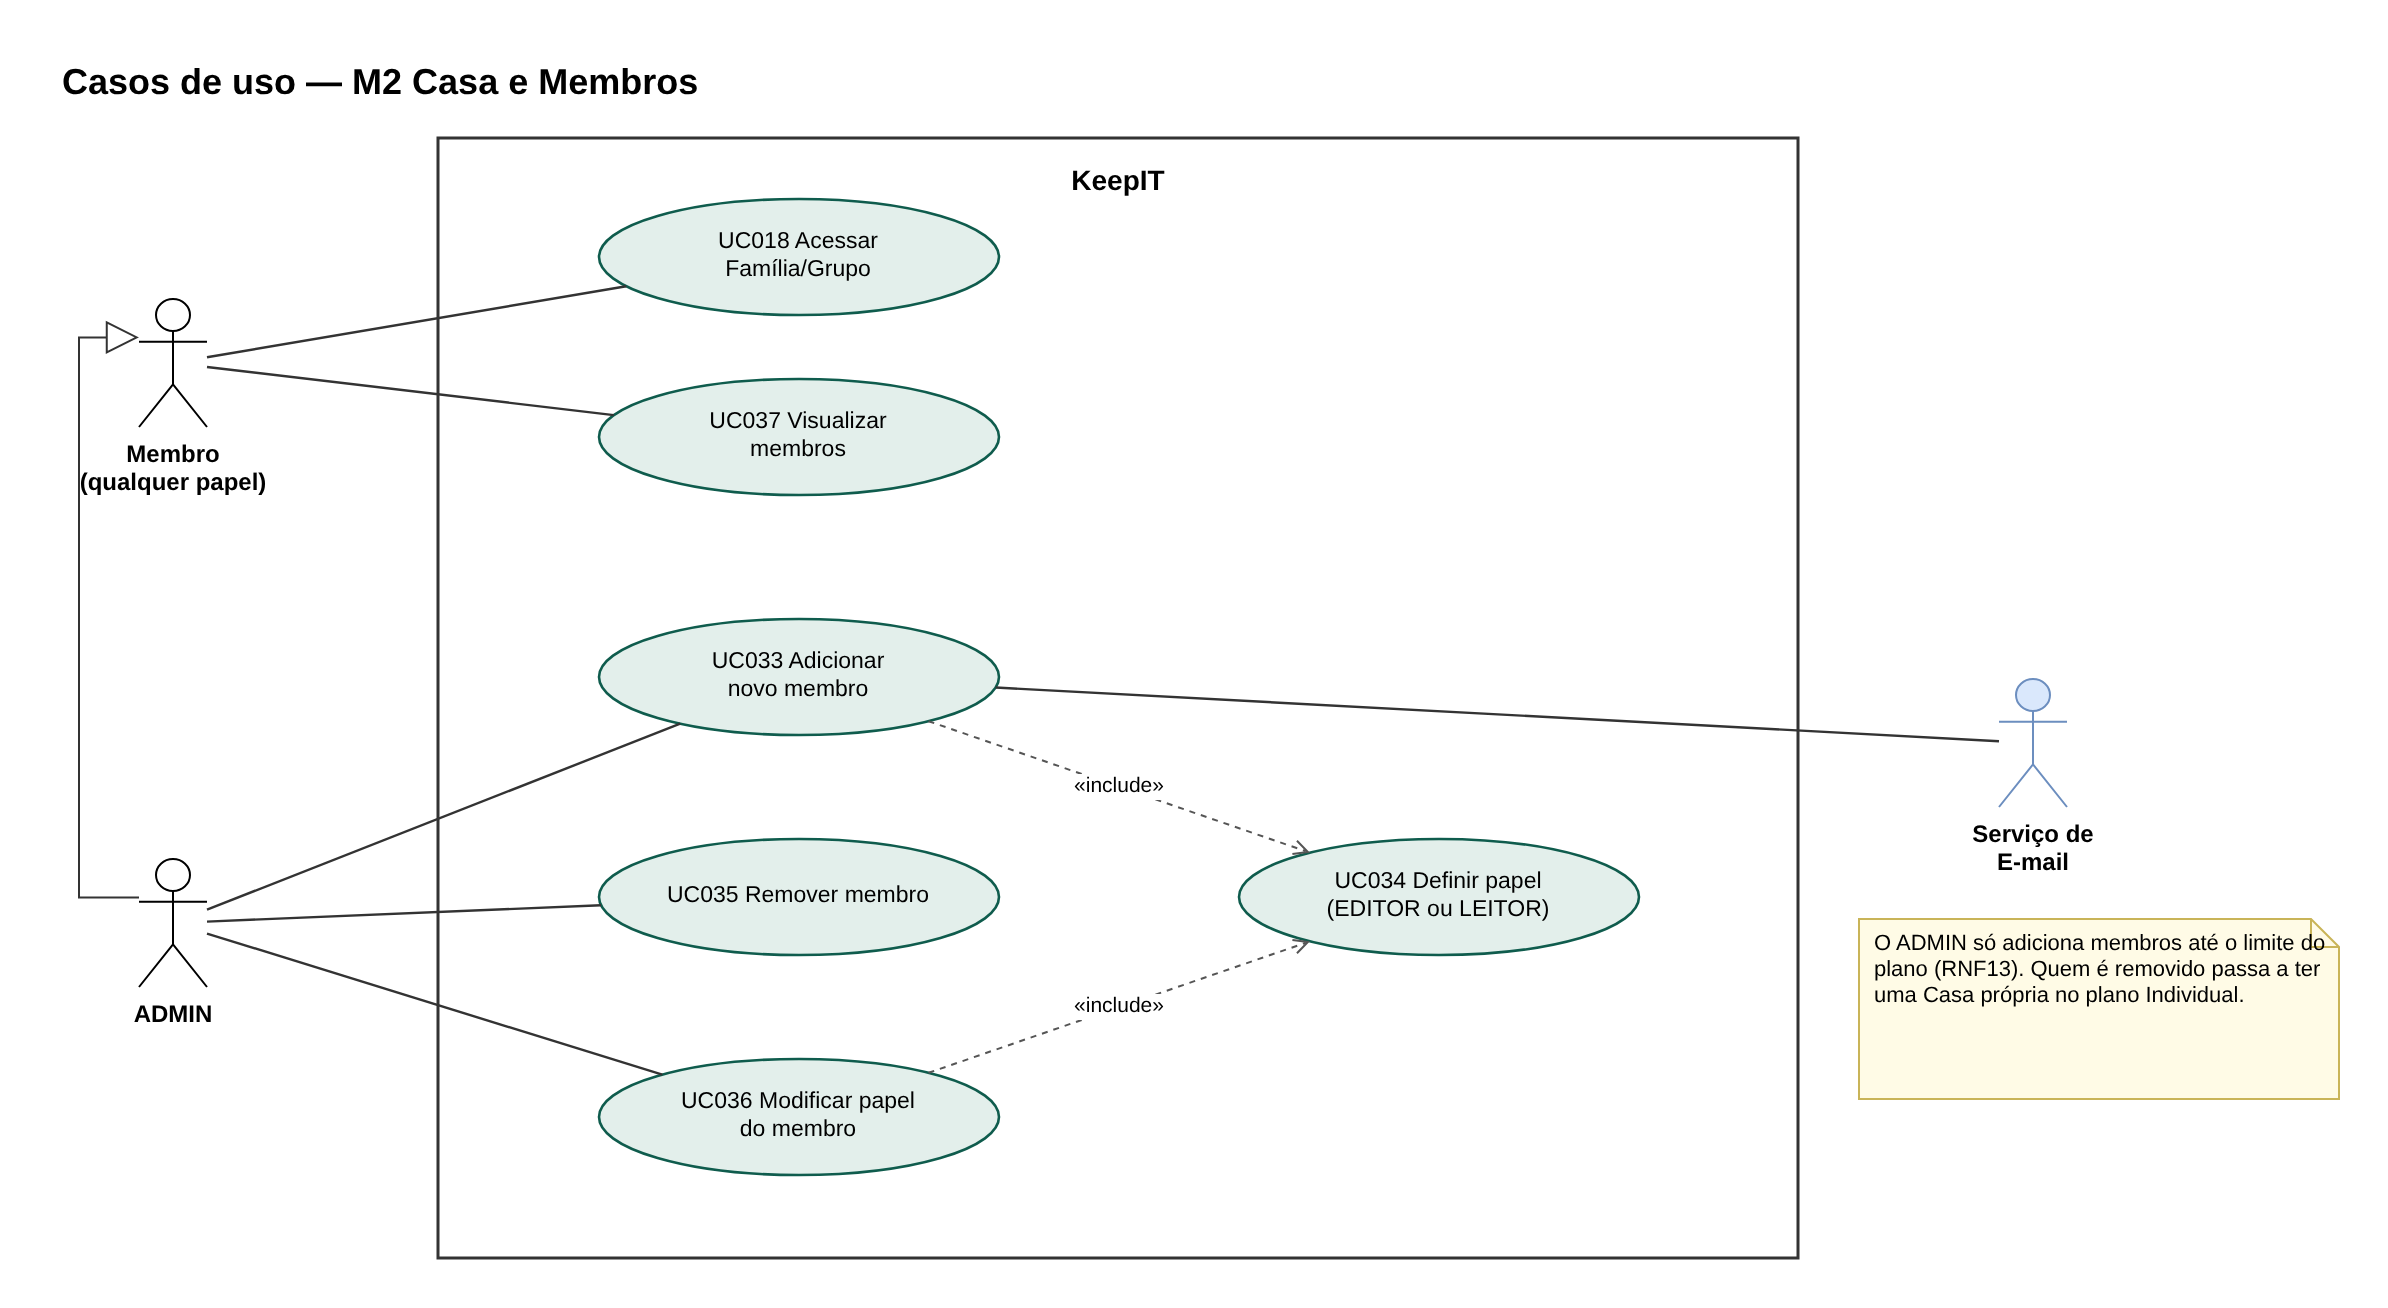 Casos de uso — M2 Casa e Membros
KeepIT
UC018 Acessar
Família/Grupo
UC037 Visualizar
membros
Membro
(qualquer papel)
UC033 Adicionar
novo membro
«include»
Serviço de
E-mail
UC035 Remover membro
UC034 Definir papel
(EDITOR ou LEITOR)
ADMIN
«include»
O ADMIN só adiciona membros até o limite do
plano (RNF13). Quem é removido passa a ter
uma Casa própria no plano Individual.
UC036 Modificar papel
do membro